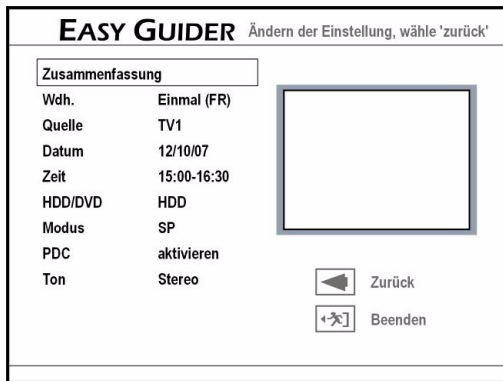 EASY GUIDER Ändern der Einstellung, wähle 'zurück'
Zusammenfassung
Wdh. Einmal (FR)
Quelle TV1
Datum 12/10/07
Zeit 15:00-16:30
HDD/DVD HDD
Modus SP
PDC aktivieren
Ton Stereo
Zurück
Beenden